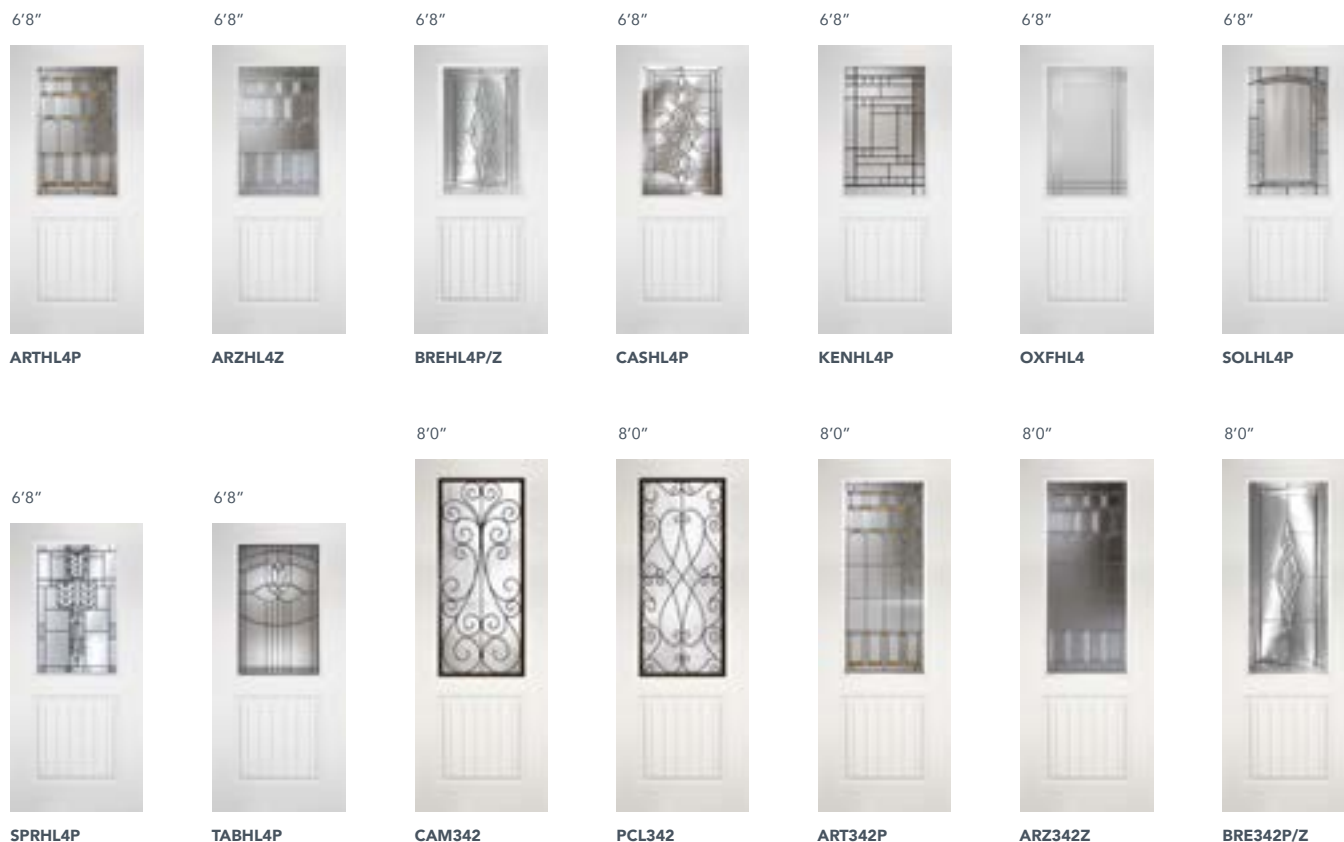 6'8" 6'8" 6'8" 6'8" 6'8" 6'8" 6'8"
ARTHL4P ARZHL4Z BREHL4P/Z CASHL4P KENHL4P OXFHL4 SOLHL4P
8'0" 8'0" 8'0" 8'0" 8'0"
6'8" 6'8"
SPRHL4P TABHL4P CAM342 PCL342 ART342P ARZ342Z BRE342P/Z